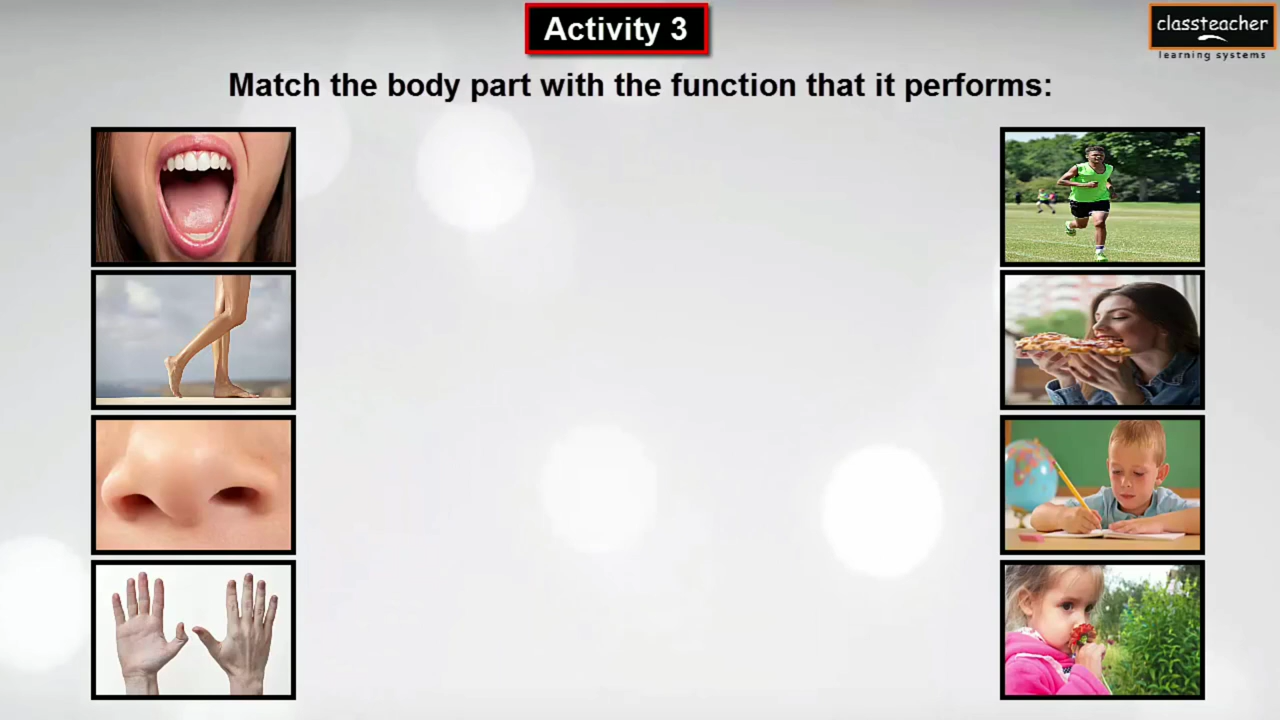 Activity 3
classteacher
learning systems
Match the body part with the function that it performs: